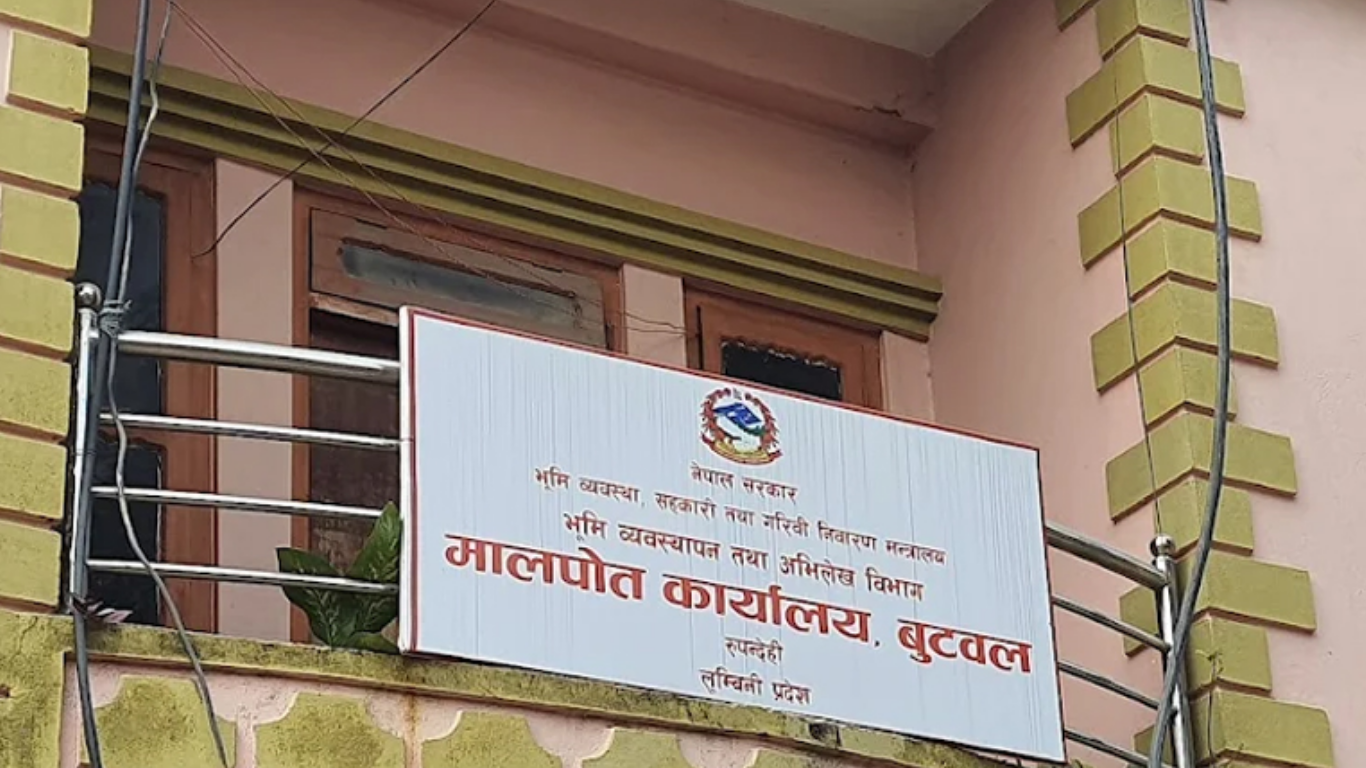 नेपाल सरकार
भूमि व्यवस्था, सहकारी तथा गरिवी निवारण मन्त्रालय
भूमि व्यवस्थापन तथा अभिलेख विभाग
मालपोत कार्यालय, बुटवल
रुपन्देही
लुम्बिनी प्रदेश